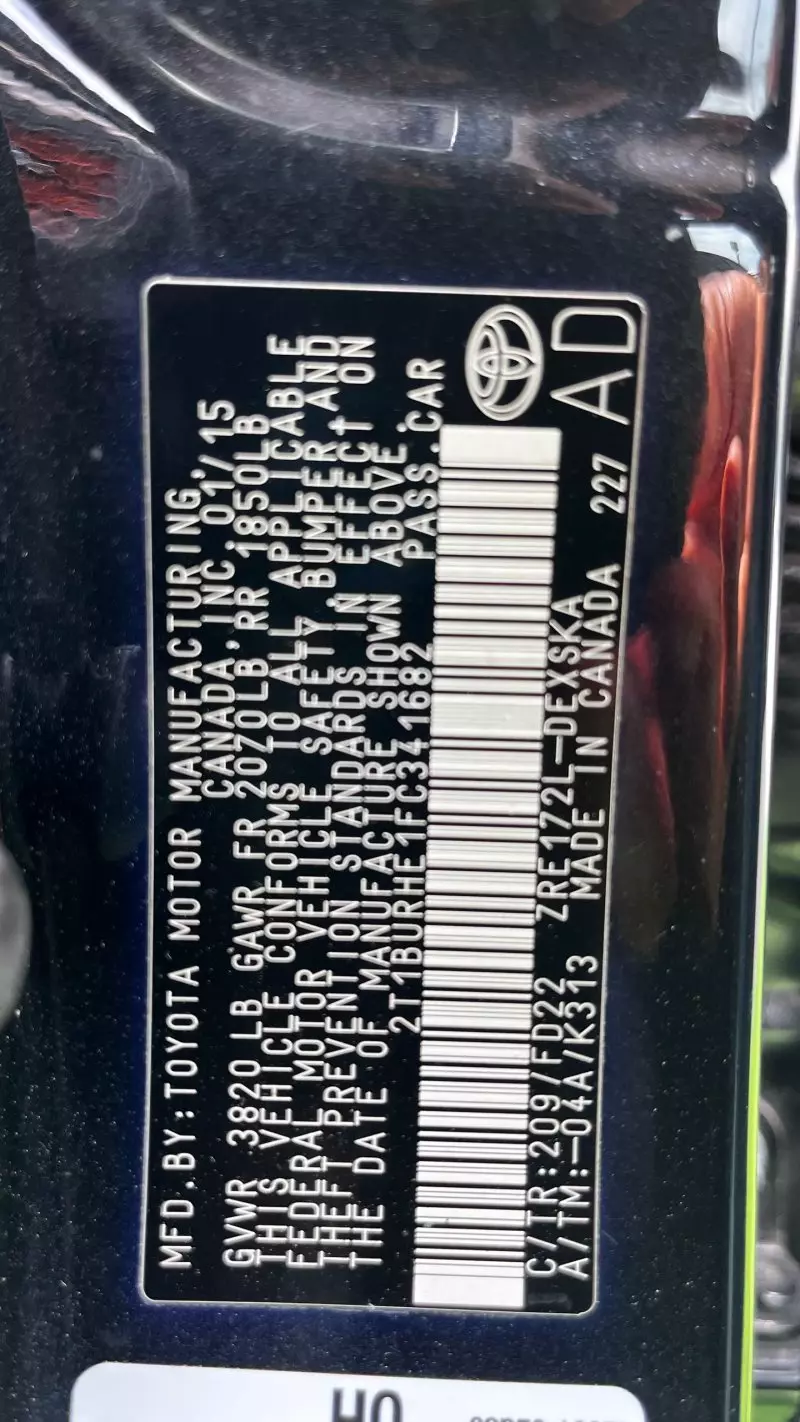 MFD.BY:TOYOTA MOTOR MANUFACTURING,
CANADA,INC 01/15
GVWR 3820LB GAWR FR 2070LB RR 1850LB
THIS VEHICLE CONFORMS TO ALL APPLICABLE
FEDERAL MOTOR VEHICLE SAFETY,BUMPER,AND
THEFT PREVENTION STANDARDS IN EFFECT ON
THE DATE OF MANUFACTURE SHOWN ABOVE.
2T1BURHE1FC341682 PASS.CAR
C/TR:209/FD22 ZRE172L-DEXSKA
A/TM:-04A/K313 MADE IN CANADA 227 AD